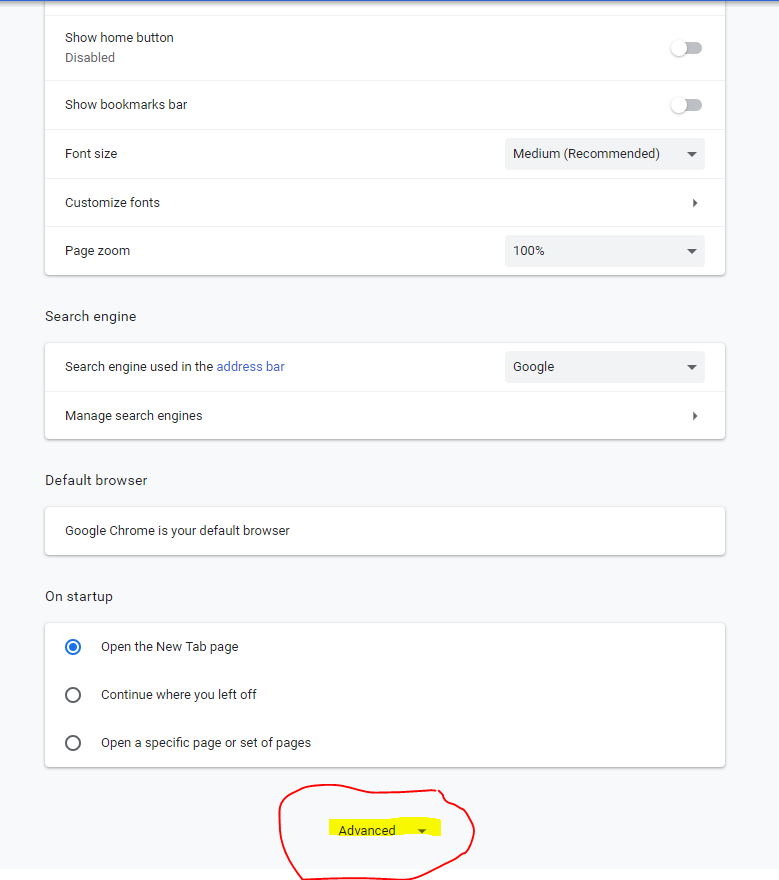 Show home button
Disabled
Show bookmarks bar
Font size
Medium (Recommended)
Customize fonts
Page zoom
100%
Search engine
Search engine used in the address bar
Google
Manage search engines
Default browser
Google Chrome is your default browser
On startup
Open the New Tab page
Continue where you left off
Open a specific page or set of pages
Advanced